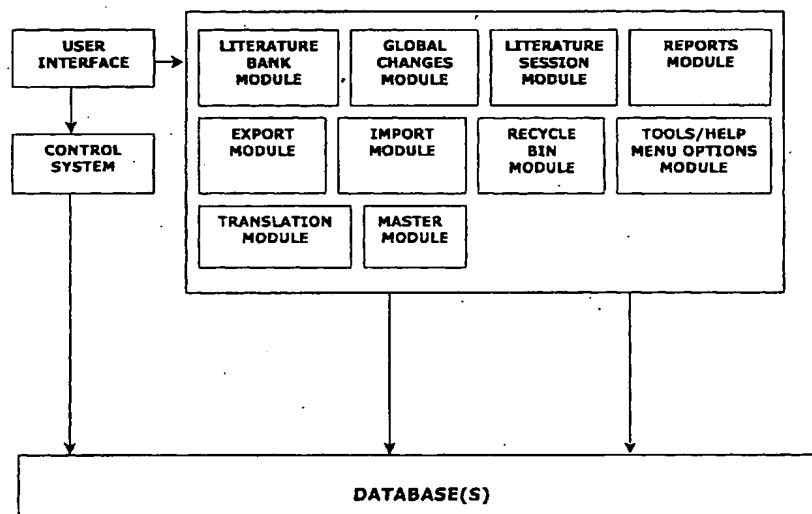 USER
INTERFACE
LITERATURE
BANK
MODULE
GLOBAL
CHANGES
MODULE
LITERATURE
SESSION
MODULE
REPORTS
MODULE
CONTROL
SYSTEM
EXPORT
MODULE
IMPORT
MODULE
RECYCLE
BIN
MODULE
TOOLS/HELP
MENU OPTIONS
MODULE
TRANSLATION
MODULE
MASTER
MODULE
DATABASE(S)